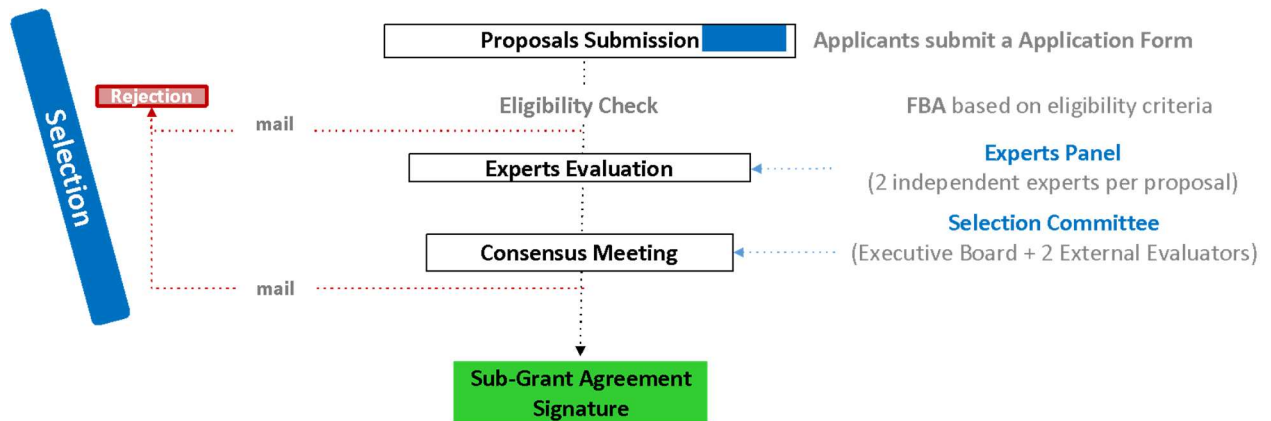 Selection
Proposals Submission
Applicants submit a Application Form
Rejection
Eligibility Check
FBA based on eligibility criteria
mail
Experts Evaluation
Experts Panel
(2 independent experts per proposal)
Consensus Meeting
Selection Committee
(Executive Board + 2 External Evaluators)
mail
Sub-Grant Agreement
Signature